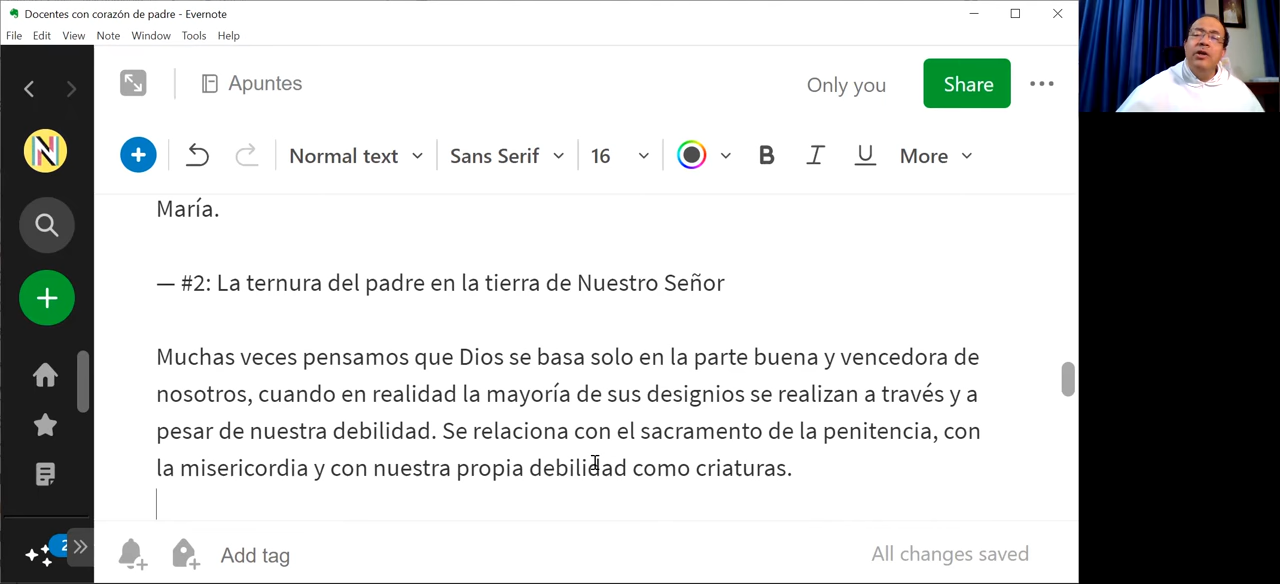 Docentes con corazón de padre - Evernote
File Edit View Note Window Tools Help
Apuntes
Only you
Share
Normal text
Sans Serif
16
B
I
U
More
María.
— #2: La ternura del padre en la tierra de Nuestro Señor
Muchas veces pensamos que Dios se basa solo en la parte buena y vencedora de
nosotros, cuando en realidad la mayoría de sus designios se realizan a través y a
pesar de nuestra debilidad. Se relaciona con el sacramento de la penitencia, con
la misericordia y con nuestra propia debilidad como criaturas.
N
2
Add tag
All changes saved